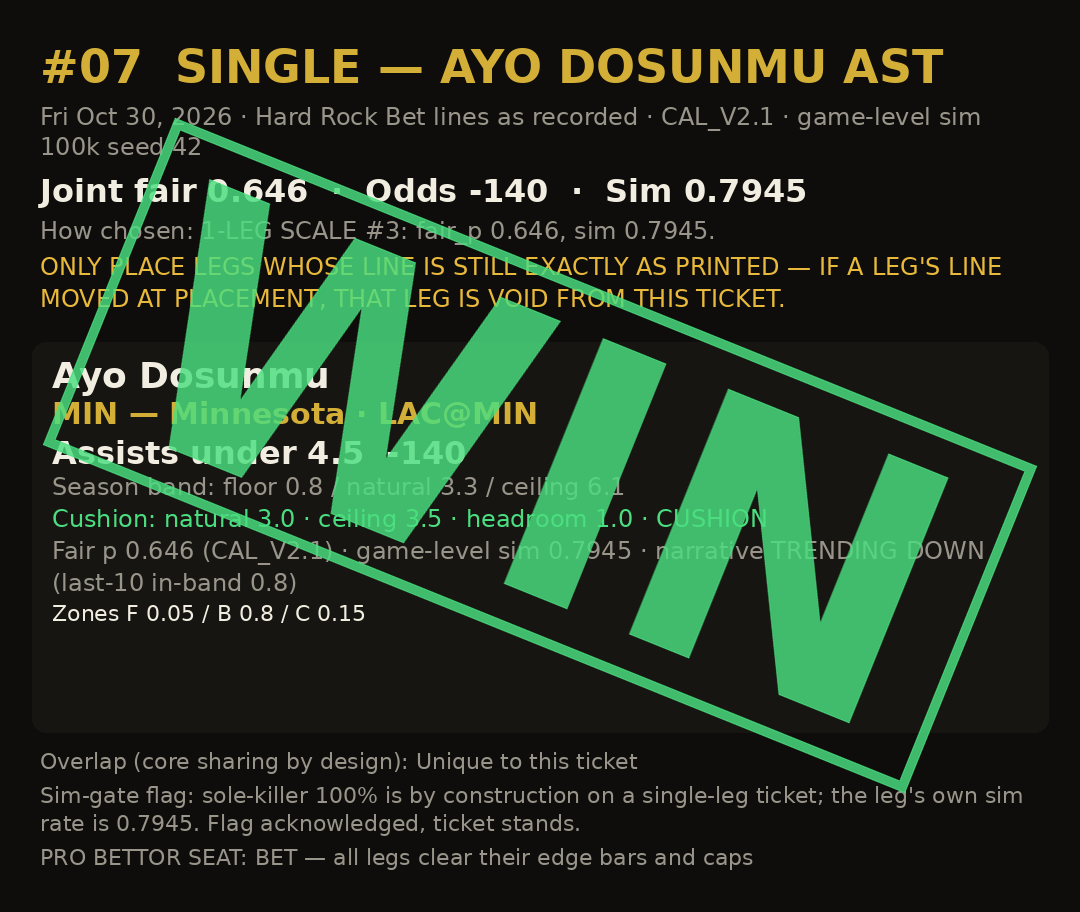 #07 SINGLE — AYO DOSUNMU AST
Fri Oct 30, 2026 · Hard Rock Bet lines as recorded · CAL_V2.1 · game-level sim
100k seed 42
Joint fair 0.646 · Odds -140 · Sim 0.7945
How chosen: 1-LEG SCALE #3: fair_p 0.646, sim 0.7945.
ONLY PLACE LEGS WHOSE LINE IS STILL EXACTLY AS PRINTED — IF A LEG'S LINE
MOVED AT PLACEMENT, THAT LEG IS VOID FROM THIS TICKET.
WIN
Ayo Dosunmu
MIN — Minnesota · LAC@MIN
Assists under 4.5 -140
Season band: floor 0.8 / natural 3.3 / ceiling 6.1
Cushion: natural 3.0 · ceiling 3.5 · headroom 1.0 · CUSHION
Fair p 0.646 (CAL_V2.1) · game-level sim 0.7945 · narrative TRENDING DOWN
(last-10 in-band 0.8)
Zones F 0.05 / B 0.8 / C 0.15
Overlap (core sharing by design): Unique to this ticket
Sim-gate flag: sole-killer 100% is by construction on a single-leg ticket; the leg's own sim
rate is 0.7945. Flag acknowledged, ticket stands.
PRO BETTOR SEAT: BET — all legs clear their edge bars and caps